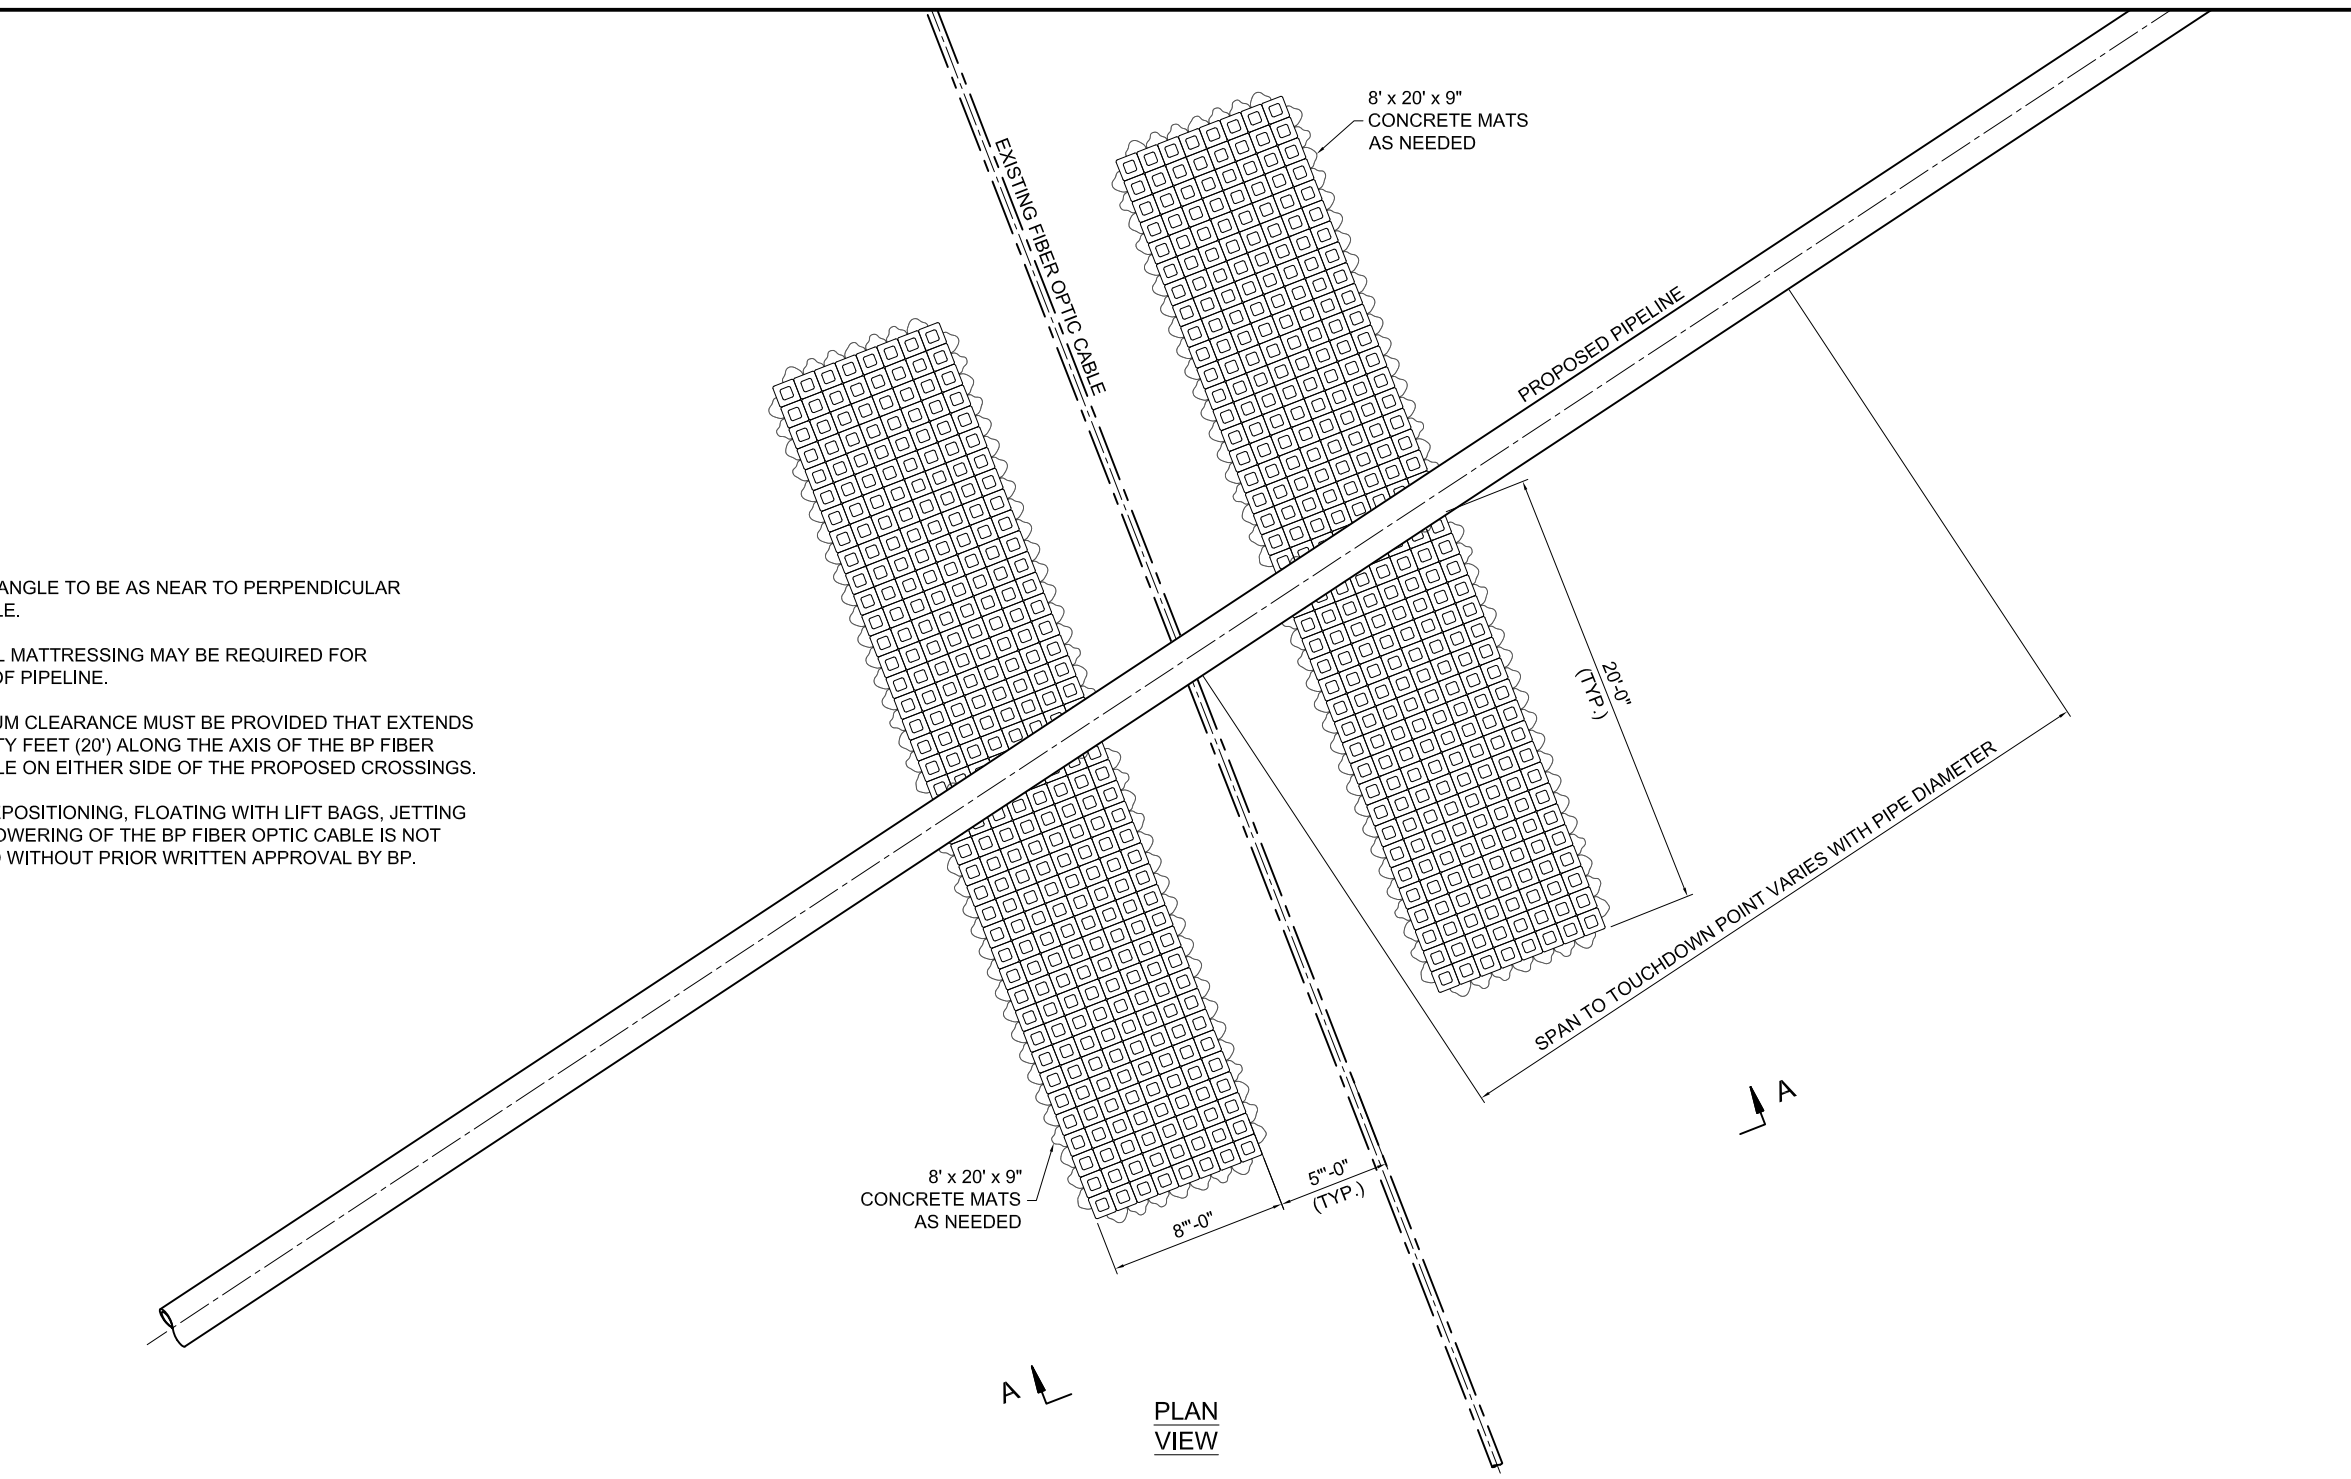 8' x 20' x 9"
CONCRETE MATS
AS NEEDED
EXISTING FIBER OPTIC CABLE
PROPOSED PIPELINE
ANGLE TO BE AS NEAR TO PERPENDICULAR
LE.
L MATTRESSING MAY BE REQUIRED FOR
OF PIPELINE.
UM CLEARANCE MUST BE PROVIDED THAT EXTENDS
TY FEET (20') ALONG THE AXIS OF THE BP FIBER
LE ON EITHER SIDE OF THE PROPOSED CROSSINGS.
EPOSITIONING, FLOATING WITH LIFT BAGS, JETTING
OWERING OF THE BP FIBER OPTIC CABLE IS NOT
D WITHOUT PRIOR WRITTEN APPROVAL BY BP.
20'-0"
(TYP.)
SPAN TO TOUCHDOWN POINT VARIES WITH PIPE DIAMETER
A
8' x 20' x 9"
CONCRETE MATS
AS NEEDED
8"'-0"
5"'-0"
(TYP.)
A
PLAN
VIEW